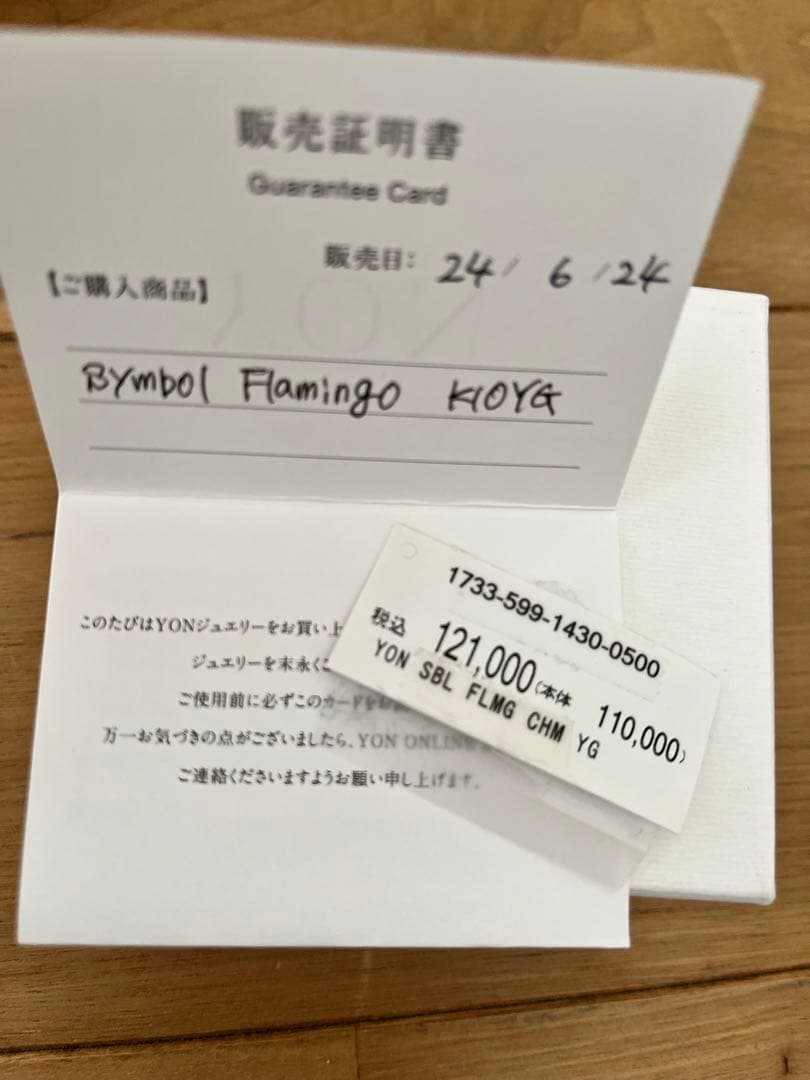 販売証明書
Guarantee Card
販売日: 24/ 6 /24
【ご購入商品】
Bymbol Flamingo K10YG
このたびはYONジュエリーをお買い上
ジュエリーを末永く
ご使用前に必ずこのカードをお
万一お気づきの点がございましたら、YON ONLINE
ご連絡くださいますようお願い申し上げます。
1733-599-1430-0500
税込 121,000(本体 110,000)
YON SBL FLMG CHM YG